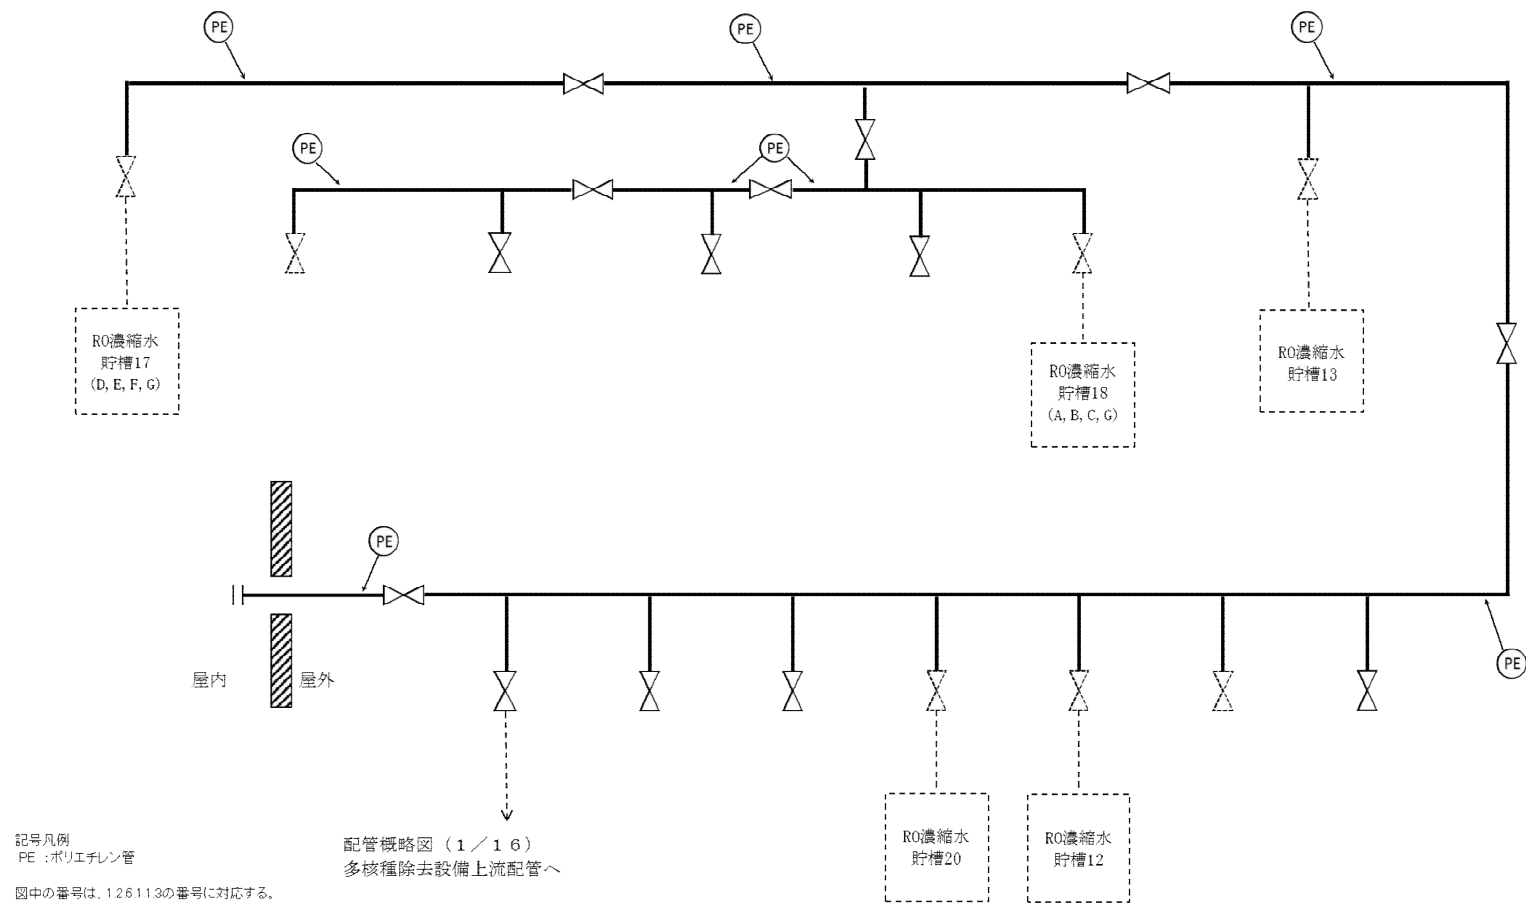 PE
PE
PE
PE
PE
RO濃縮水
貯槽17
(D, E, F, G)
RO濃縮水
貯槽18
(A, B, C, G)
RO濃縮水
貯槽13
PE
屋内
屋外
PE
RO濃縮水
貯槽20
RO濃縮水
貯槽12
配管概略図（１／１６）
多核種除去設備上流配管へ
記号凡例
PE ：ポリエチレン管
図中の番号は、1.2.6.1.1.3の番号に対応する。